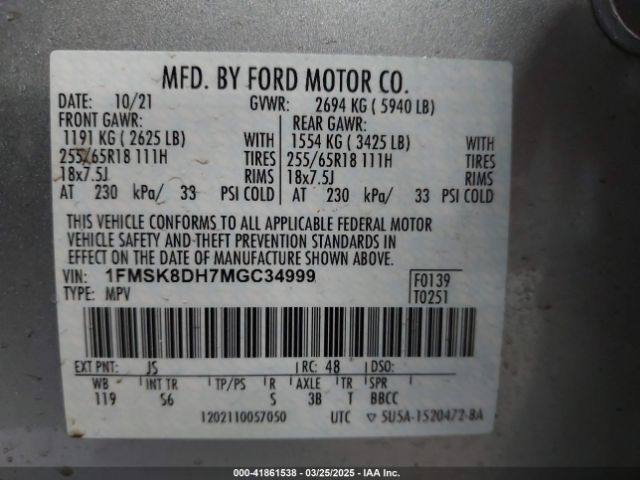 MFD. BY FORD MOTOR CO.
DATE: 10/21 GVWR: 2694 KG ( 5940 LB)
FRONT GAWR: REAR GAWR:
1191 KG ( 2625 LB) WITH 1554 KG ( 3425 LB) WITH
255/65R18 111H TIRES 255/65R18 111H TIRES
18x7.5J RIMS 18x7.5J RIMS
AT 230 kPa/ 33 PSI COLD AT 230 kPa/ 33 PSI COLD
THIS VEHICLE CONFORMS TO ALL APPLICABLE FEDERAL MOTOR
VEHICLE SAFETY AND THEFT PREVENTION STANDARDS IN
EFFECT ON THE DATE OF MANUFACTURE SHOWN ABOVE.
VIN: 1FMSK8DH7MGC34999 F0139
TYPE: MPV T0251
EXT PNT: JS RC: 48 DSO:
WB INT TR TP/PS R AXLE TR SPR
119 S6 S 3B T BBCC
1202110057050 UTC ▽ 5U5A-1520472-BA
000-41861538 - 03/25/2025 - IAA Inc.